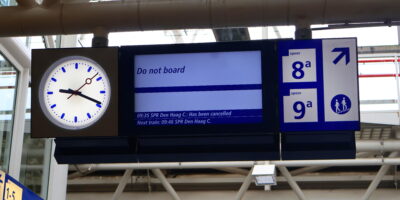 Do not board
09:35 SPR Den Haag C.: Has been cancelled
Next train: 09:46 SPR Den Haag C.
8a
9a